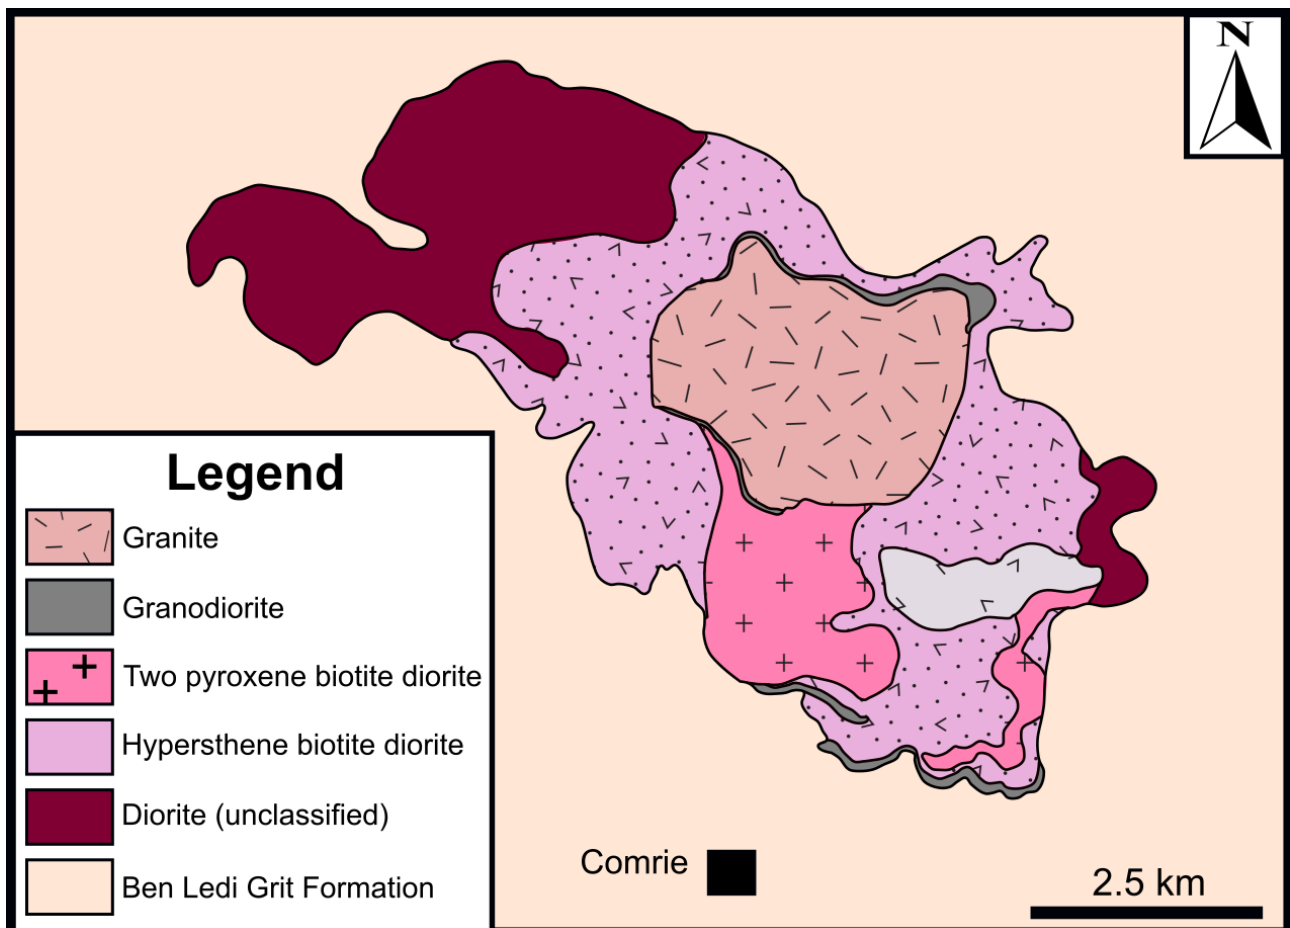 N
Legend
Granite
Granodiorite
Two pyroxene biotite diorite
Hypersthene biotite diorite
Diorite (unclassified)
Ben Ledi Grit Formation
Comrie
2.5 km